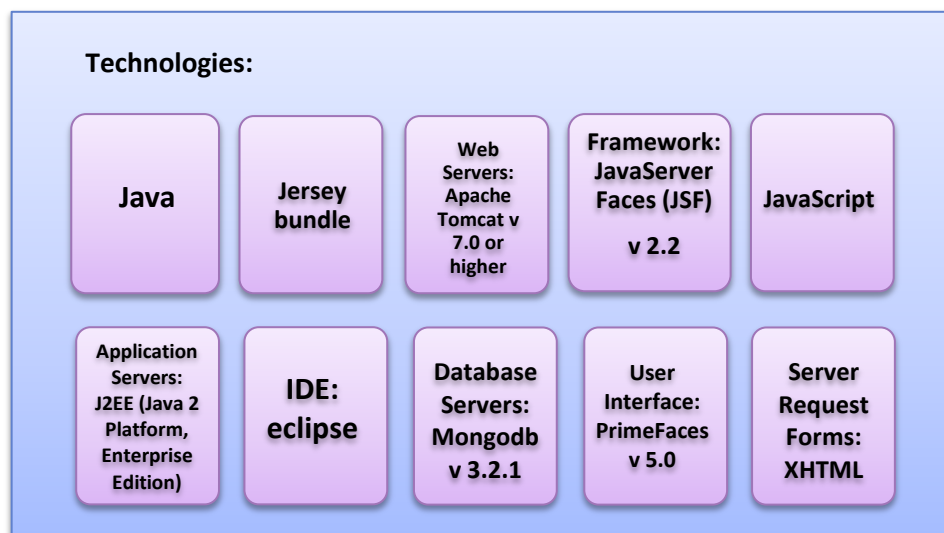 Technologies:
Java
Jersey
bundle
Web
Servers:
Apache
Tomcat v
7.0 or
higher
Framework:
JavaServer
Faces (JSF)
v 2.2
JavaScript
Application
Servers:
J2EE (Java 2
Platform,
Enterprise
Edition)
IDE:
eclipse
Database
Servers:
Mongodb
v 3.2.1
User
Interface:
PrimeFaces
v 5.0
Server
Request
Forms:
XHTML